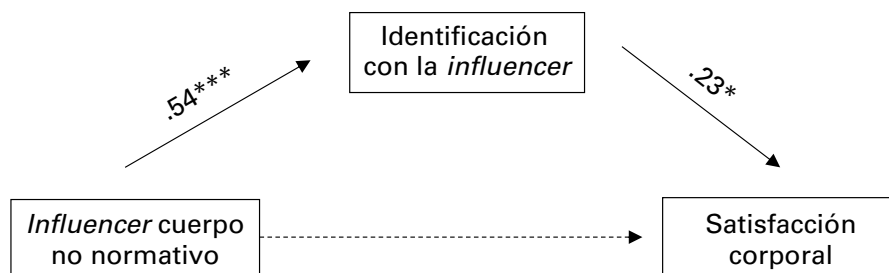 Identificación
con la influencer
.54***
.23*
Influencer cuerpo
no normativo
Satisfacción
corporal